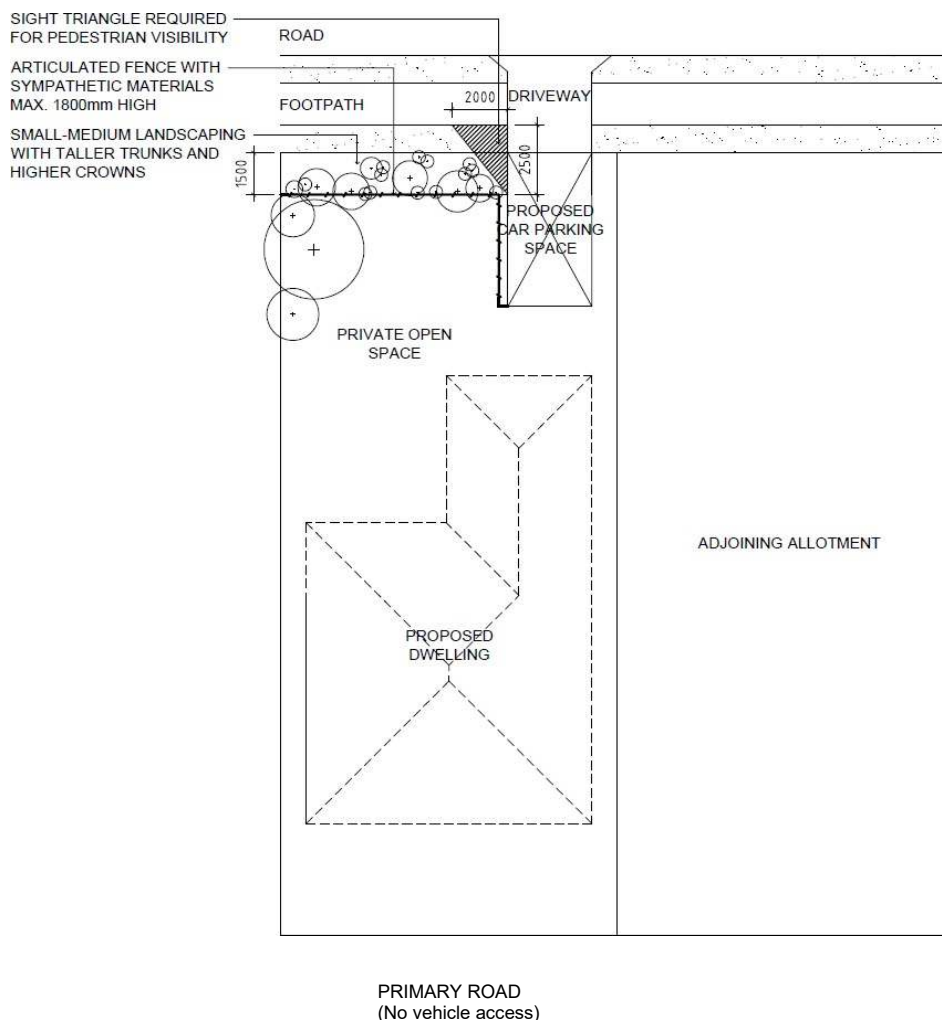 SIGHT TRIANGLE REQUIRED
FOR PEDESTRIAN VISIBILITY
ROAD
ARTICULATED FENCE WITH
SYMPATHETIC MATERIALS
MAX. 1800mm HIGH
2000
DRIVEWAY
FOOTPATH
SMALL-MEDIUM LANDSCAPING
WITH TALLER TRUNKS AND
HIGHER CROWNS
1500
2500
PROPOSED
CAR PARKING
SPACE
PRIVATE OPEN
SPACE
ADJOINING ALLOTMENT
PROPOSED
DWELLING
PRIMARY ROAD
(No vehicle access)